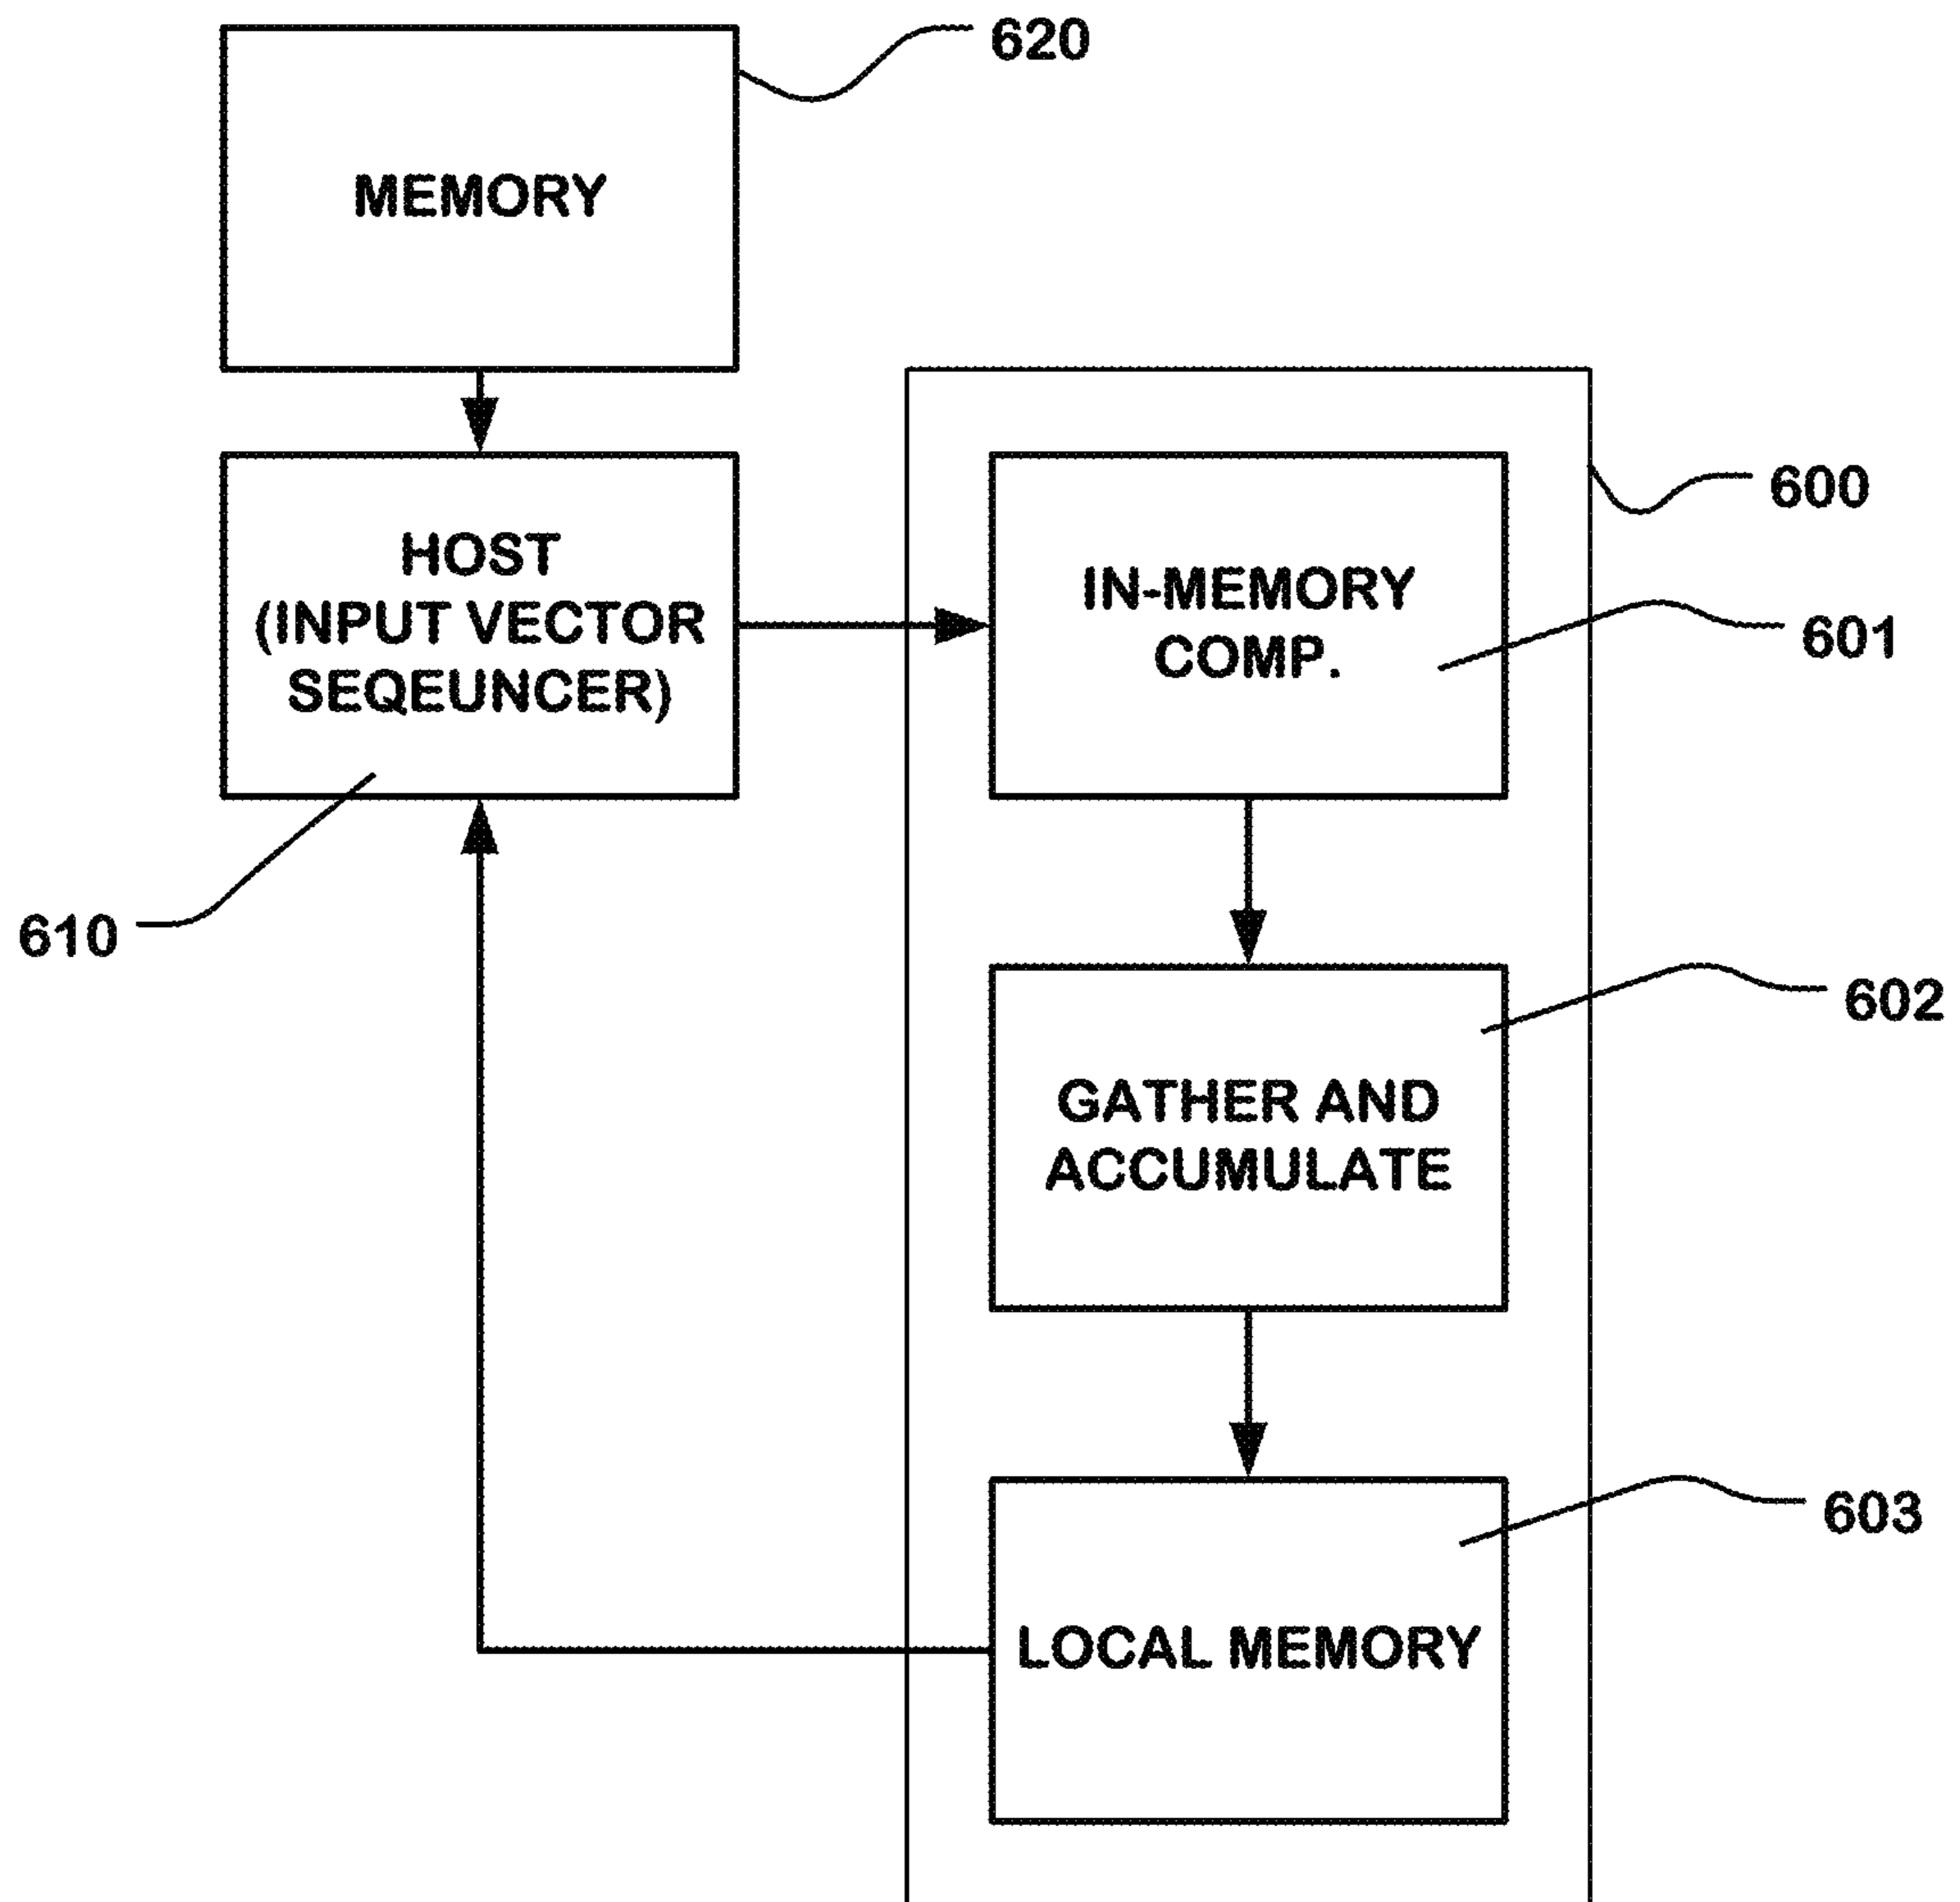 620
MEMORY
600
HOST
(INPUT VECTOR
SEQEUNCER)
IN-MEMORY
COMP.
601
610
602
GATHER AND
ACCUMULATE
603
LOCAL MEMORY